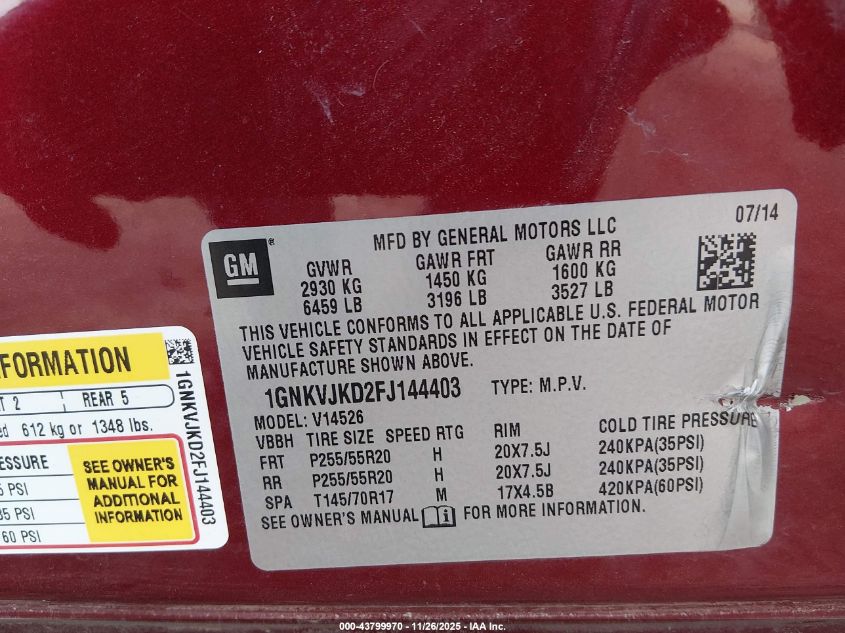 07/14
GM
®
MFD BY GENERAL MOTORS LLC
GVWR GAWR FRT GAWR RR
2930 KG 1450 KG 1600 KG
6459 LB 3196 LB 3527 LB
THIS VEHICLE CONFORMS TO ALL APPLICABLE U.S. FEDERAL MOTOR
VEHICLE SAFETY STANDARDS IN EFFECT ON THE DATE OF
MANUFACTURE SHOWN ABOVE.
1GNKVJKD2FJ144403 TYPE: M.P.V.
MODEL: V14526
VBBH TIRE SIZE SPEED RTG RIM COLD TIRE PRESSURE
FRT P255/55R20 H 20X7.5J 240KPA(35PSI)
RR P255/55R20 H 20X7.5J 240KPA(35PSI)
SPA T145/70R17 M 17X4.5B 420KPA(60PSI)
SEE OWNER'S MANUAL FOR MORE INFORMATION.
FORMATION
2 REAR 5
612 kg or 1348 lbs.
SEE OWNER'S
MANUAL FOR
ADDITIONAL
INFORMATION
PSI
PSI
60 PSI
1GNKVJKD2FJ144403
000-43799970 - 11/26/2025 - IAA Inc.